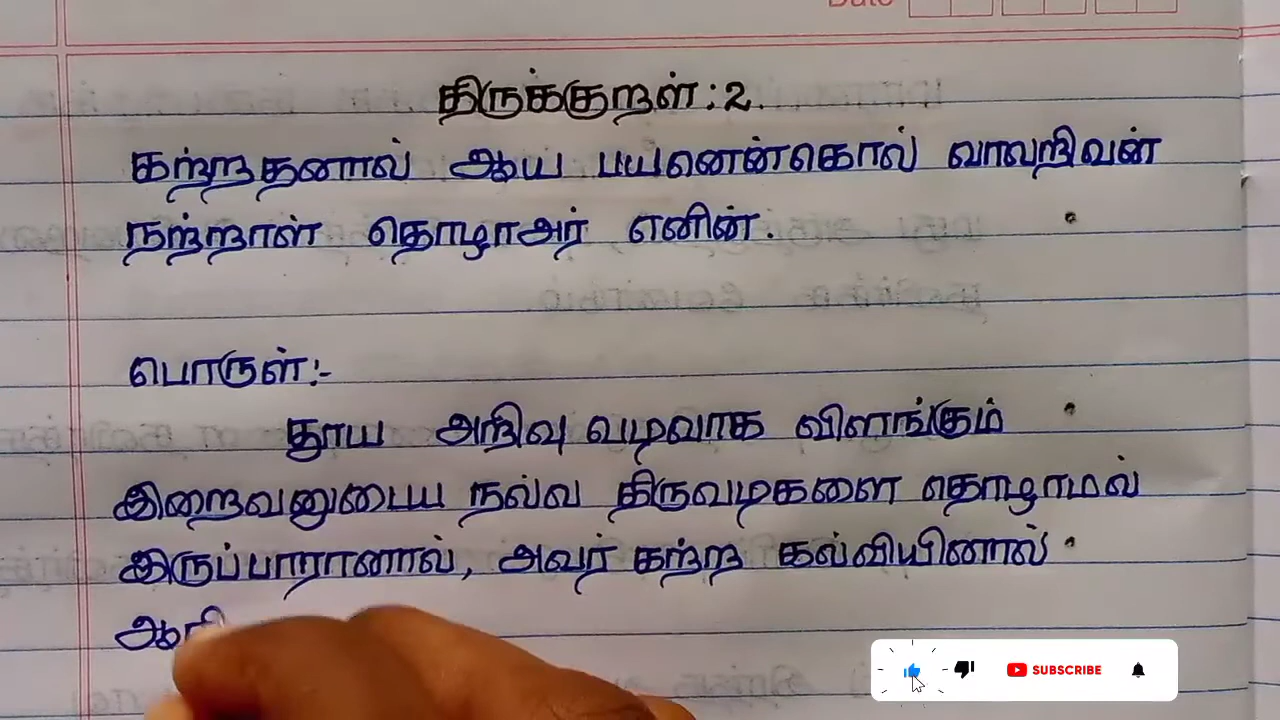 Date
திருக்குறள் : 2.
கற்றதனால் ஆய பயனென்கொல் வாலறிவன்
நற்றாள் தொழாஅர் எனின்.
பொருள்:-
தூய அறிவு வடிவாக விளங்கும்
இறைவனுடைய நல்ல திருவடிகளை தொழாமல்
இருப்பாரானால், அவர் கற்ற கல்வியினால்
SUBSCRIBE